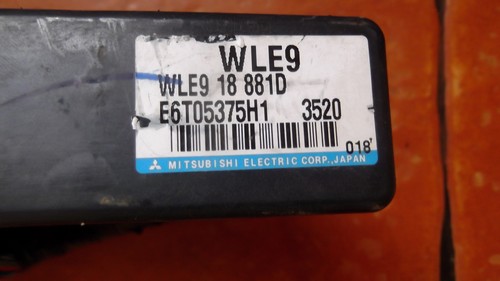 WLE9
WLE9 18 881D
E6T05375H1 3520
018
MITSUBISHI ELECTRIC CORP., JAPAN